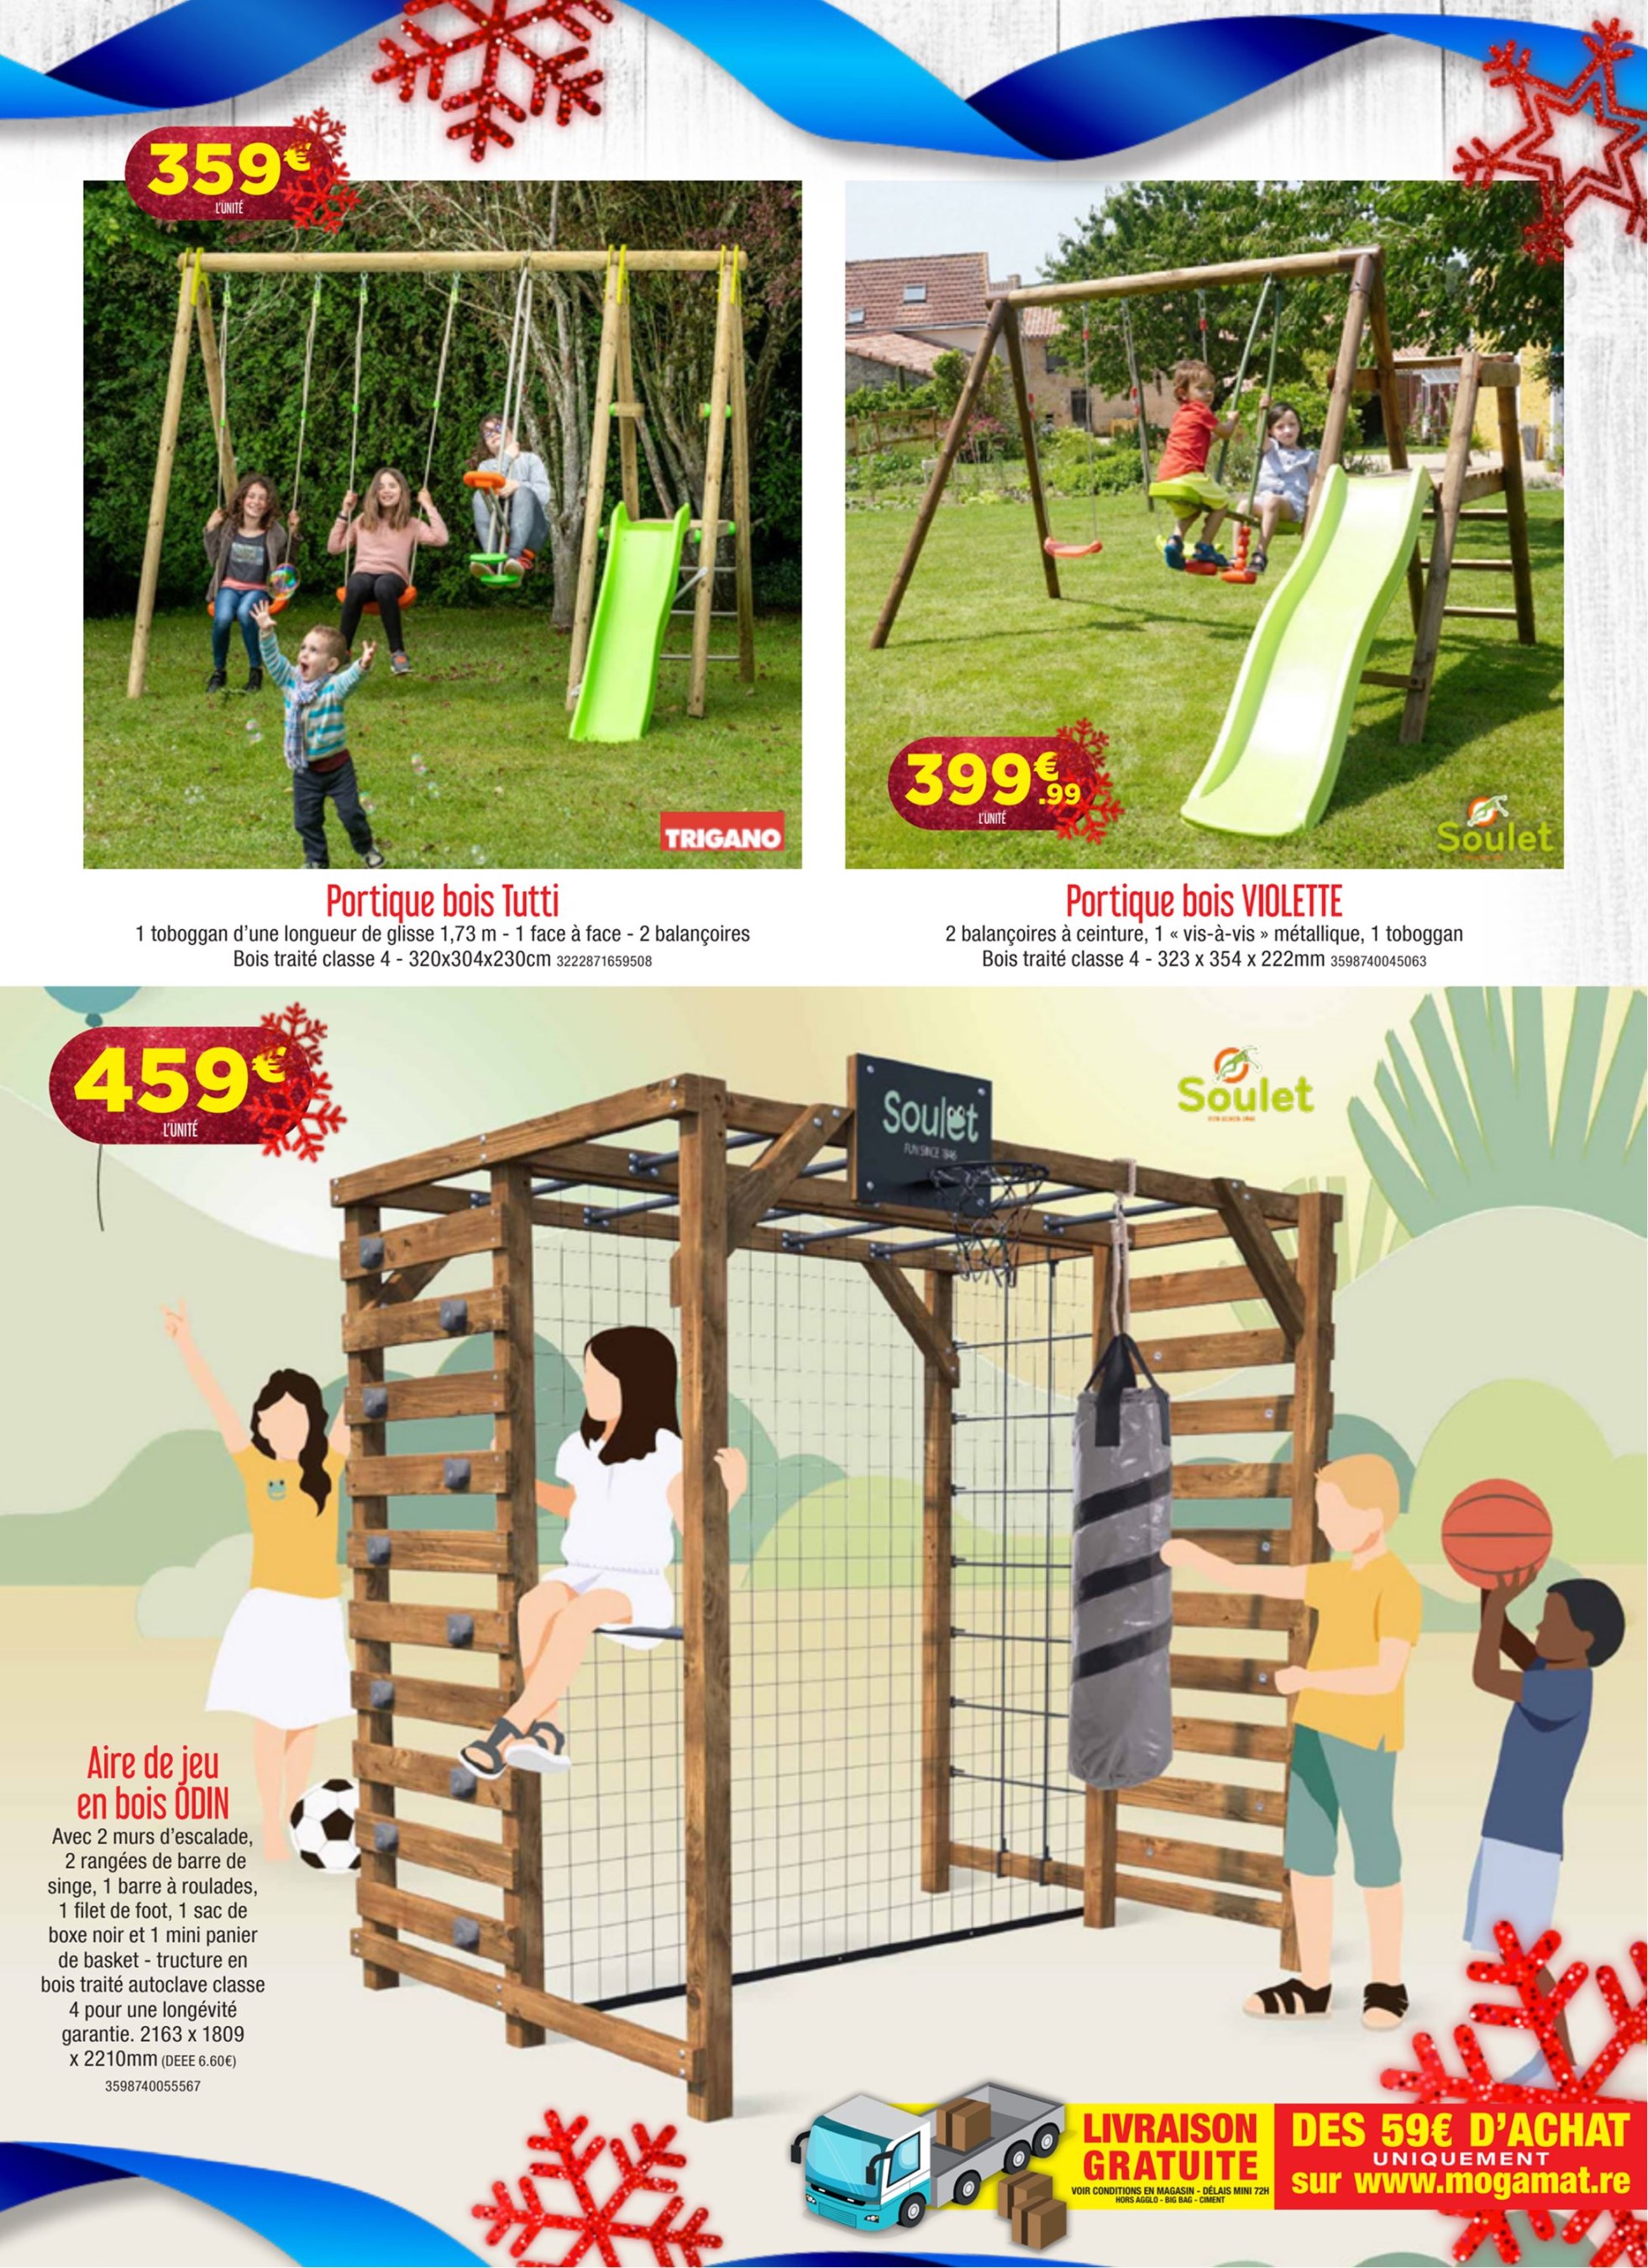 359€
L'UNITÉ
TRIGANO
Portique bois Tutti
1 toboggan d'une longueur de glisse 1,73 m - 1 face à face - 2 balançoires
Bois traité classe 4 - 320x304x230cm 3222871659508
399€.99
L'UNITÉ
Soulet
Portique bois VIOLETTE
2 balançoires à ceinture, 1 « vis-à-vis » métallique, 1 toboggan
Bois traité classe 4 - 323 x 354 x 222mm 3598740045063
459€
L'UNITÉ
Soulet
Soulet
FUN SINCE 1946
Aire de jeu
en bois ODIN
Avec 2 murs d'escalade,
2 rangées de barre de
singe, 1 barre à roulades,
1 filet de foot, 1 sac de
boxe noir et 1 mini panier
de basket - tructure en
bois traité autoclave classe
4 pour une longévité
garantie. 2163 x 1809
x 2210mm (DEEE 6.60€)
3598740055567
LIVRAISON
GRATUITE
VOIR CONDITIONS EN MAGASIN - DÉLAIS MINI 72H
HORS AGGLO - BIG BAG - CIMENT
DES 59€ D'ACHAT
UNIQUEMENT
sur www.mogamat.re